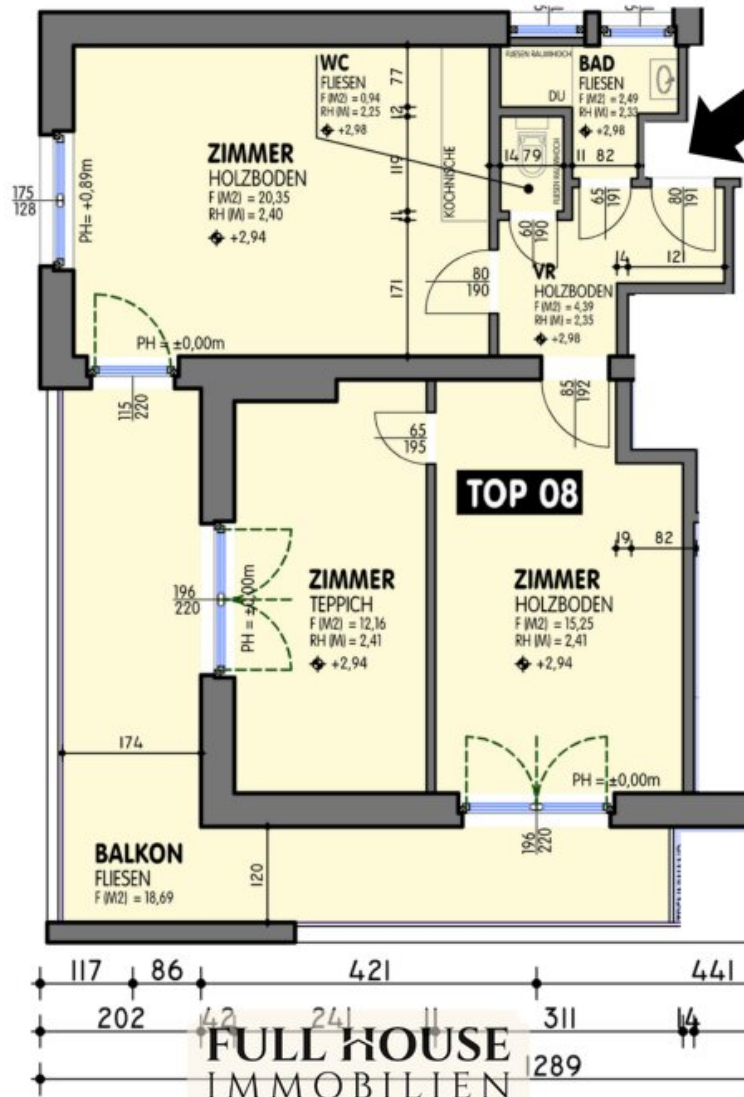 WC
FLIESEN
F (M2) = 0,94
RH (M) = 2,25
+2,98
77
12
119
11
171
FLIESEN RAUMHOCH
DU
BAD
FLIESEN
F (M2) = 2,49
RH (M) = 2,33
+2,98
ZIMMER
HOLZBODEN
F (M2) = 20,35
RH (M) = 2,40
+2,94
175
128
PH= +0,89m
KOCHNISCHE
14 79
11 82
FLIESEN RAUMHOCH
65
191
80
191
60
190
14
121
VR
HOLZBODEN
F (M2) = 4,39
RH (M) = 2,35
+2,98
80
190
PH = ±0,00m
115
220
85
192
65
195
TOP 08
19
82
196
220
PH = ±0,00m
ZIMMER
TEPPICH
F (M2) = 12,16
RH (M) = 2,41
+2,94
ZIMMER
HOLZBODEN
F (M2) = 15,25
RH (M) = 2,41
+2,94
174
PH = ±0,00m
196
220
BALKON
FLIESEN
F (M2) = 18,69
120
117 86 421 441
202 42 241 11 311 14
1289
FULL HOUSE
IMMOBILIEN